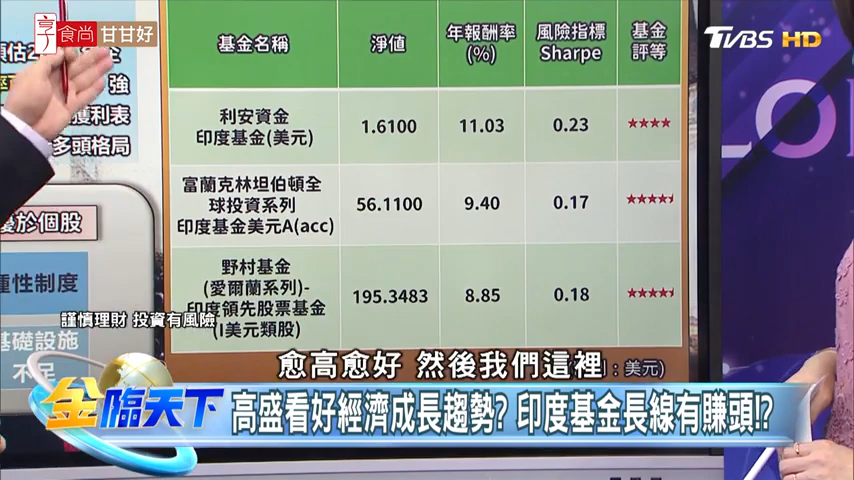 亨
食尚 甘甘好
TVBS HD
強
獲利表
多頭格局
優於個股
種性制度
基礎設施
不足
基金名稱 淨值 年報酬率 風險指標 基金
(%) Sharpe 評等
利安資金
印度基金(美元) 1.6100 11.03 0.23 ★★★★
富蘭克林坦伯頓全
球投資系列
印度基金美元A(acc) 56.1100 9.40 0.17
野村基金
(愛爾蘭系列)-
印度領先股票基金
(I美元類股) 195.3483 8.85 0.18
：美元)
謹慎理財 投資有風險
愈高愈好 然後我們這裡
金臨天下
高盛看好經濟成長趨勢? 印度基金長線有賺頭!?